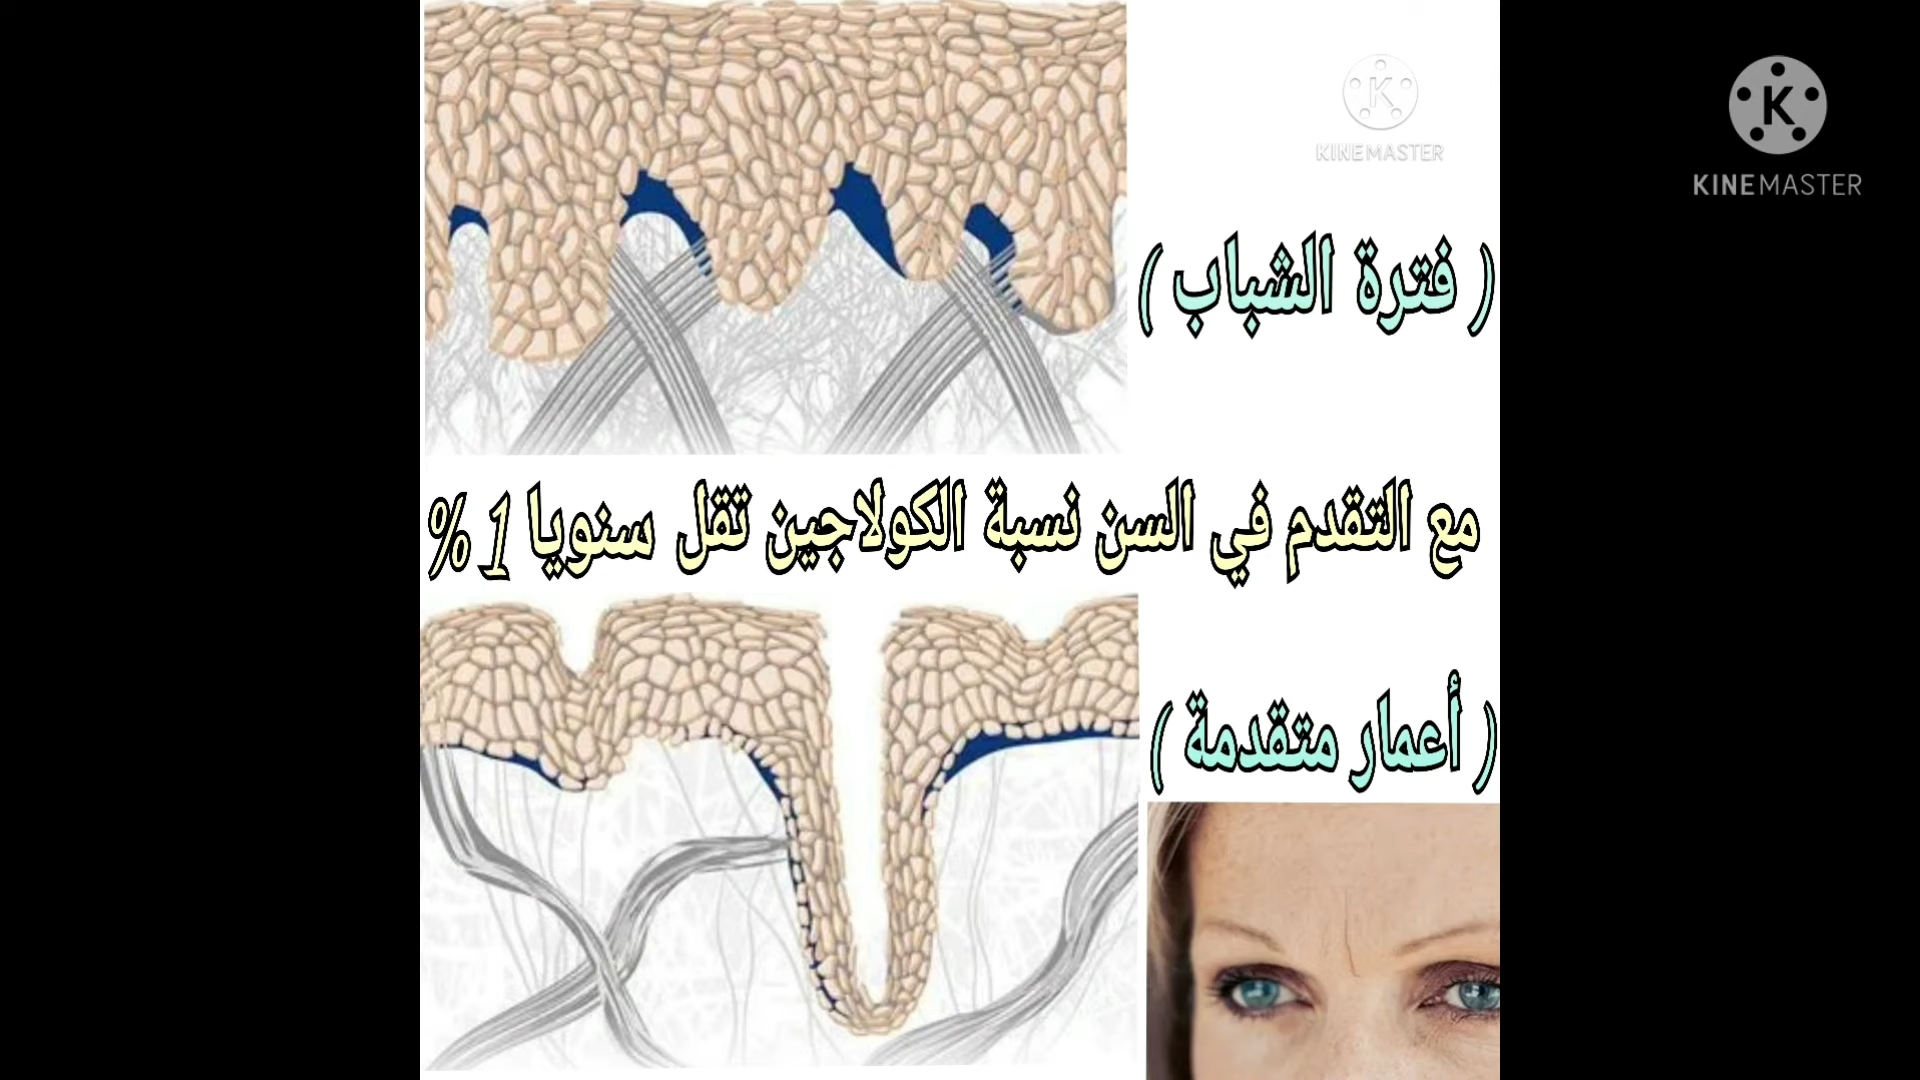 KINEMASTER
KINEMASTER
( فترة الشباب )
مع التقدم في السن نسبة الكولاجين تقل سنويا 1 %
( أعمار متقدمة )